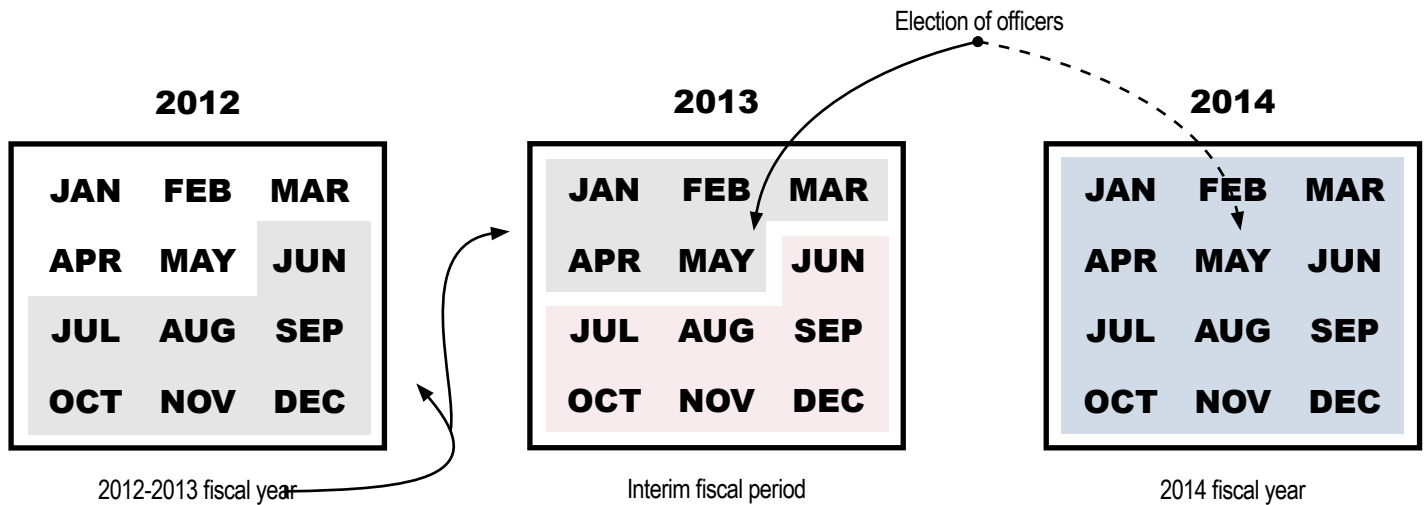 Election of officers
2012
2013
2014
JAN FEB MAR
APR MAY JUN
JUL AUG SEP
OCT NOV DEC
JAN FEB MAR
APR MAY JUN
JUL AUG SEP
OCT NOV DEC
JAN FEB MAR
APR MAY JUN
JUL AUG SEP
OCT NOV DEC
2012-2013 fiscal year
Interim fiscal period
2014 fiscal year